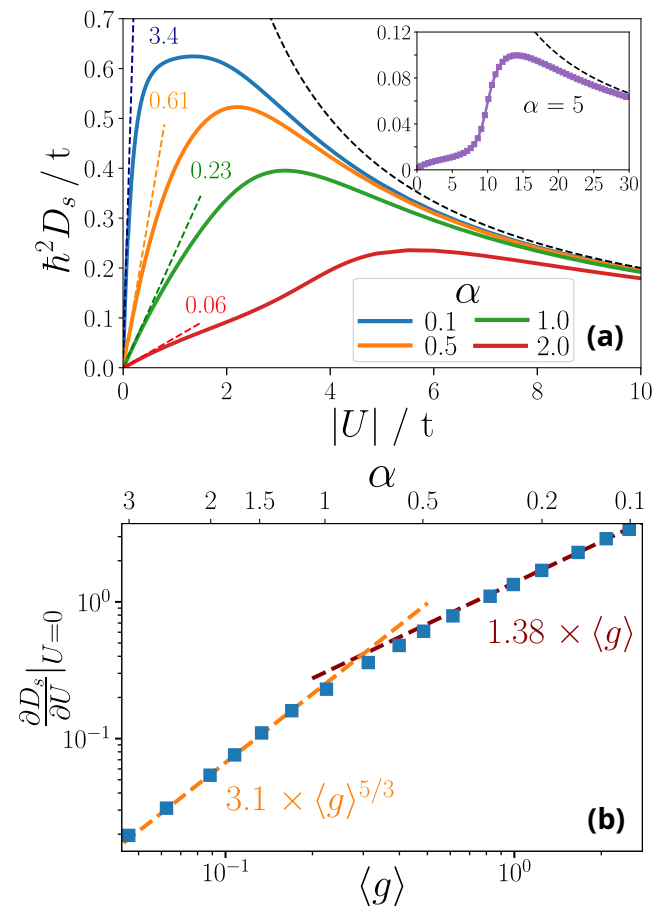 0.7
0.6
0.5
0.4
0.3
0.2
0.1
0.0
ħ²D_s / t
3.4
0.61
0.23
0.06
0.12
0.08
0.04
0
α = 5
0 5 10 15 20 25 30
α
0.1 1.0
0.5 2.0
(a)
0 2 4 6 8 10
|U| / t
α
3 2 1.5 1 0.5 0.2 0.1
∂D_s/∂U|_{U=0}
10⁰
10⁻¹
1.38 × ⟨g⟩
3.1 × ⟨g⟩^{5/3}
(b)
10⁻¹ 10⁰
⟨g⟩